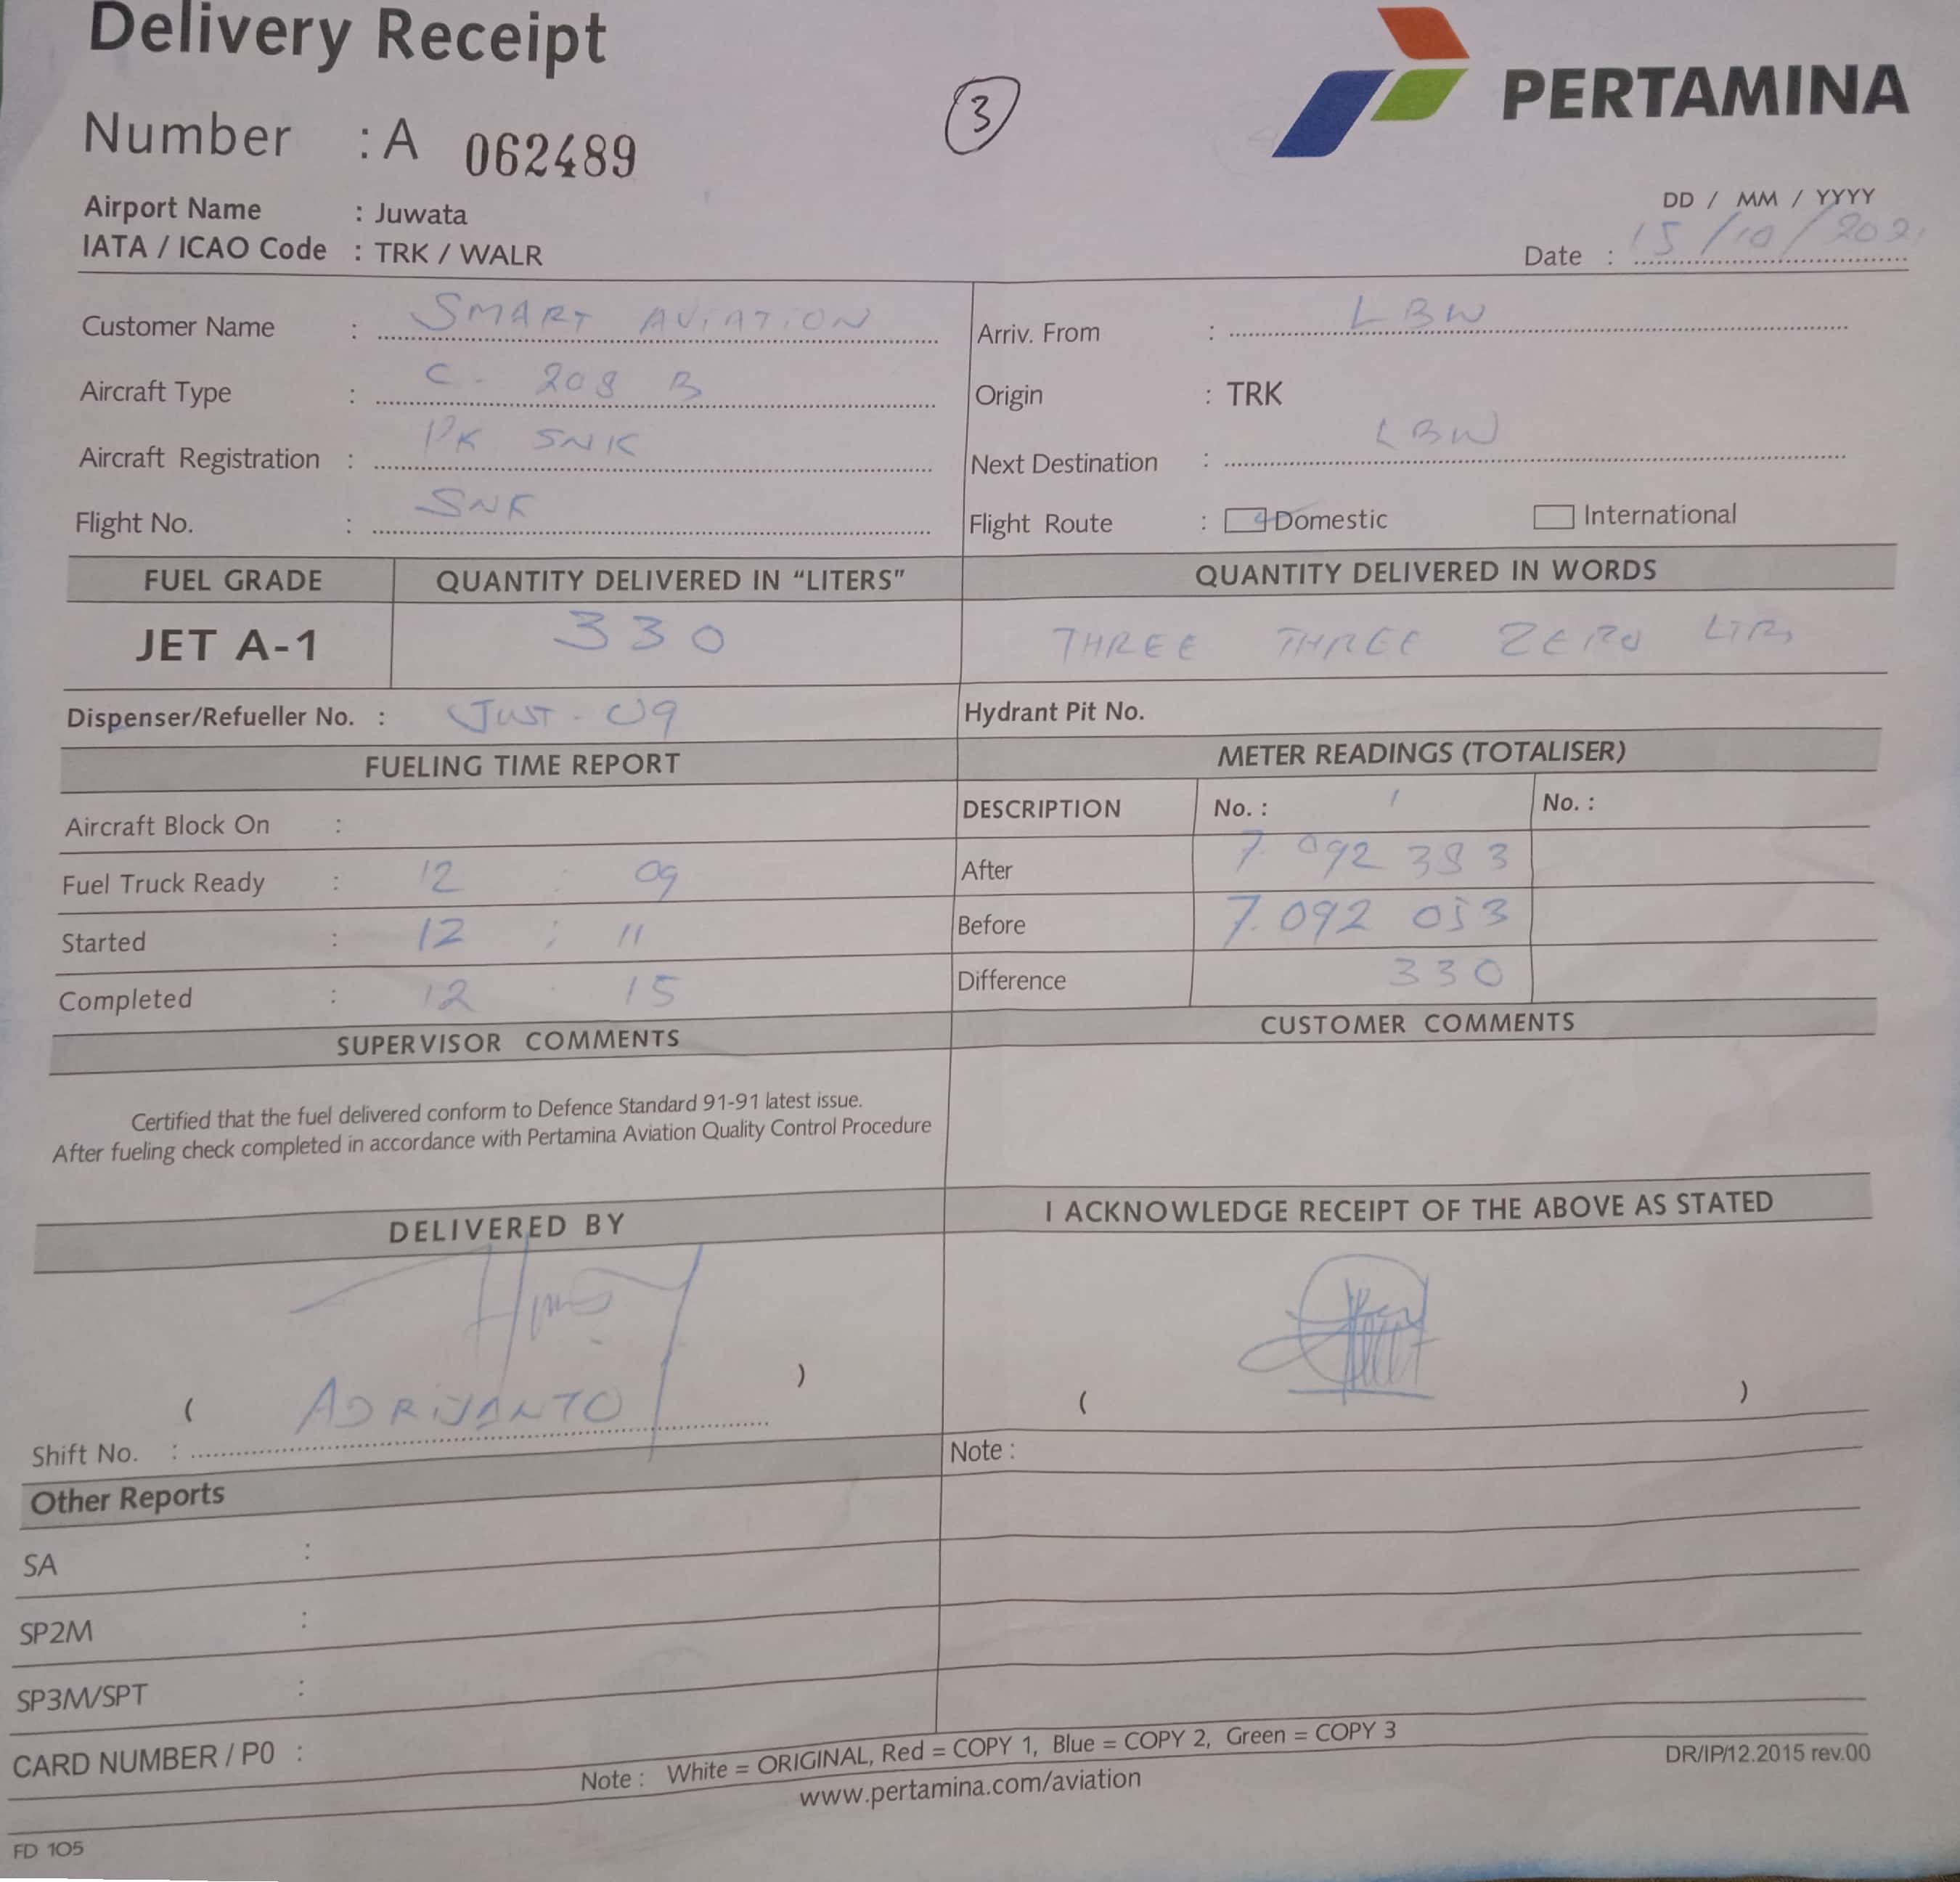 Delivery Receipt
3
PERTAMINA
Number : A 062489
Airport Name : Juwata
IATA / ICAO Code : TRK / WALR
DD / MM / YYYY
Date : 15/10/202
Customer Name : SMART AVIATION
Arriv. From : LBW
Aircraft Type : C. 208 B
Origin : TRK
Aircraft Registration : PK SNK
Next Destination : LBW
Flight No. : SNK
Flight Route : Domestic International
FUEL GRADE QUANTITY DELIVERED IN “LITERS” QUANTITY DELIVERED IN WORDS
JET A-1 330 THREE THREE ZERO LTR,
Dispenser/Refueller No. : JUST . 09
Hydrant Pit No.
FUELING TIME REPORT
METER READINGS (TOTALISER)
Aircraft Block On :
DESCRIPTION No. : 1 No. :
Fuel Truck Ready : 12 : 09
After 7.092 383
Started : 12 : 11
Before 7.092 053
Completed : 12 . 15
Difference 330
SUPERVISOR COMMENTS
CUSTOMER COMMENTS
Certified that the fuel delivered conform to Defence Standard 91-91 latest issue.
After fueling check completed in accordance with Pertamina Aviation Quality Control Procedure
DELIVERED BY
I ACKNOWLEDGE RECEIPT OF THE ABOVE AS STATED
( ADRIJANTO )
( )
Shift No. :
Note :
Other Reports
SA :
SP2M :
SP3M/SPT :
CARD NUMBER / P0 :
Note : White = ORIGINAL, Red = COPY 1, Blue = COPY 2, Green = COPY 3
www.pertamina.com/aviation
DR/IP/12.2015 rev.00
FD 105